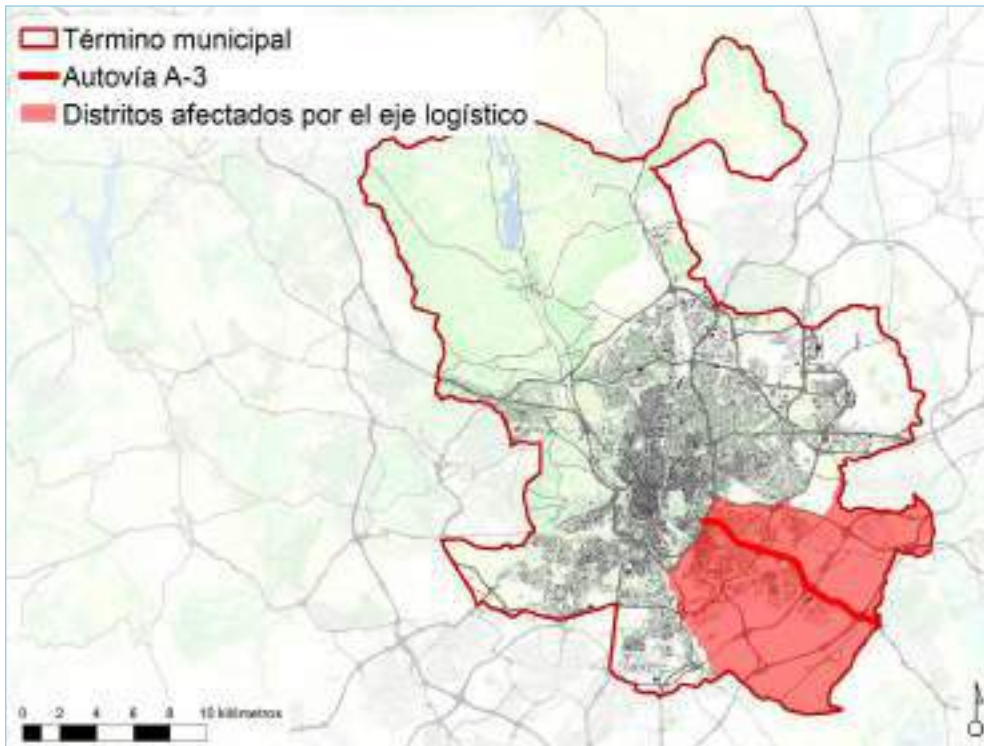 Término municipal
Autovía A-3
Distritos afectados por el eje logístico
0 2 4 6 8 10 kilómetros